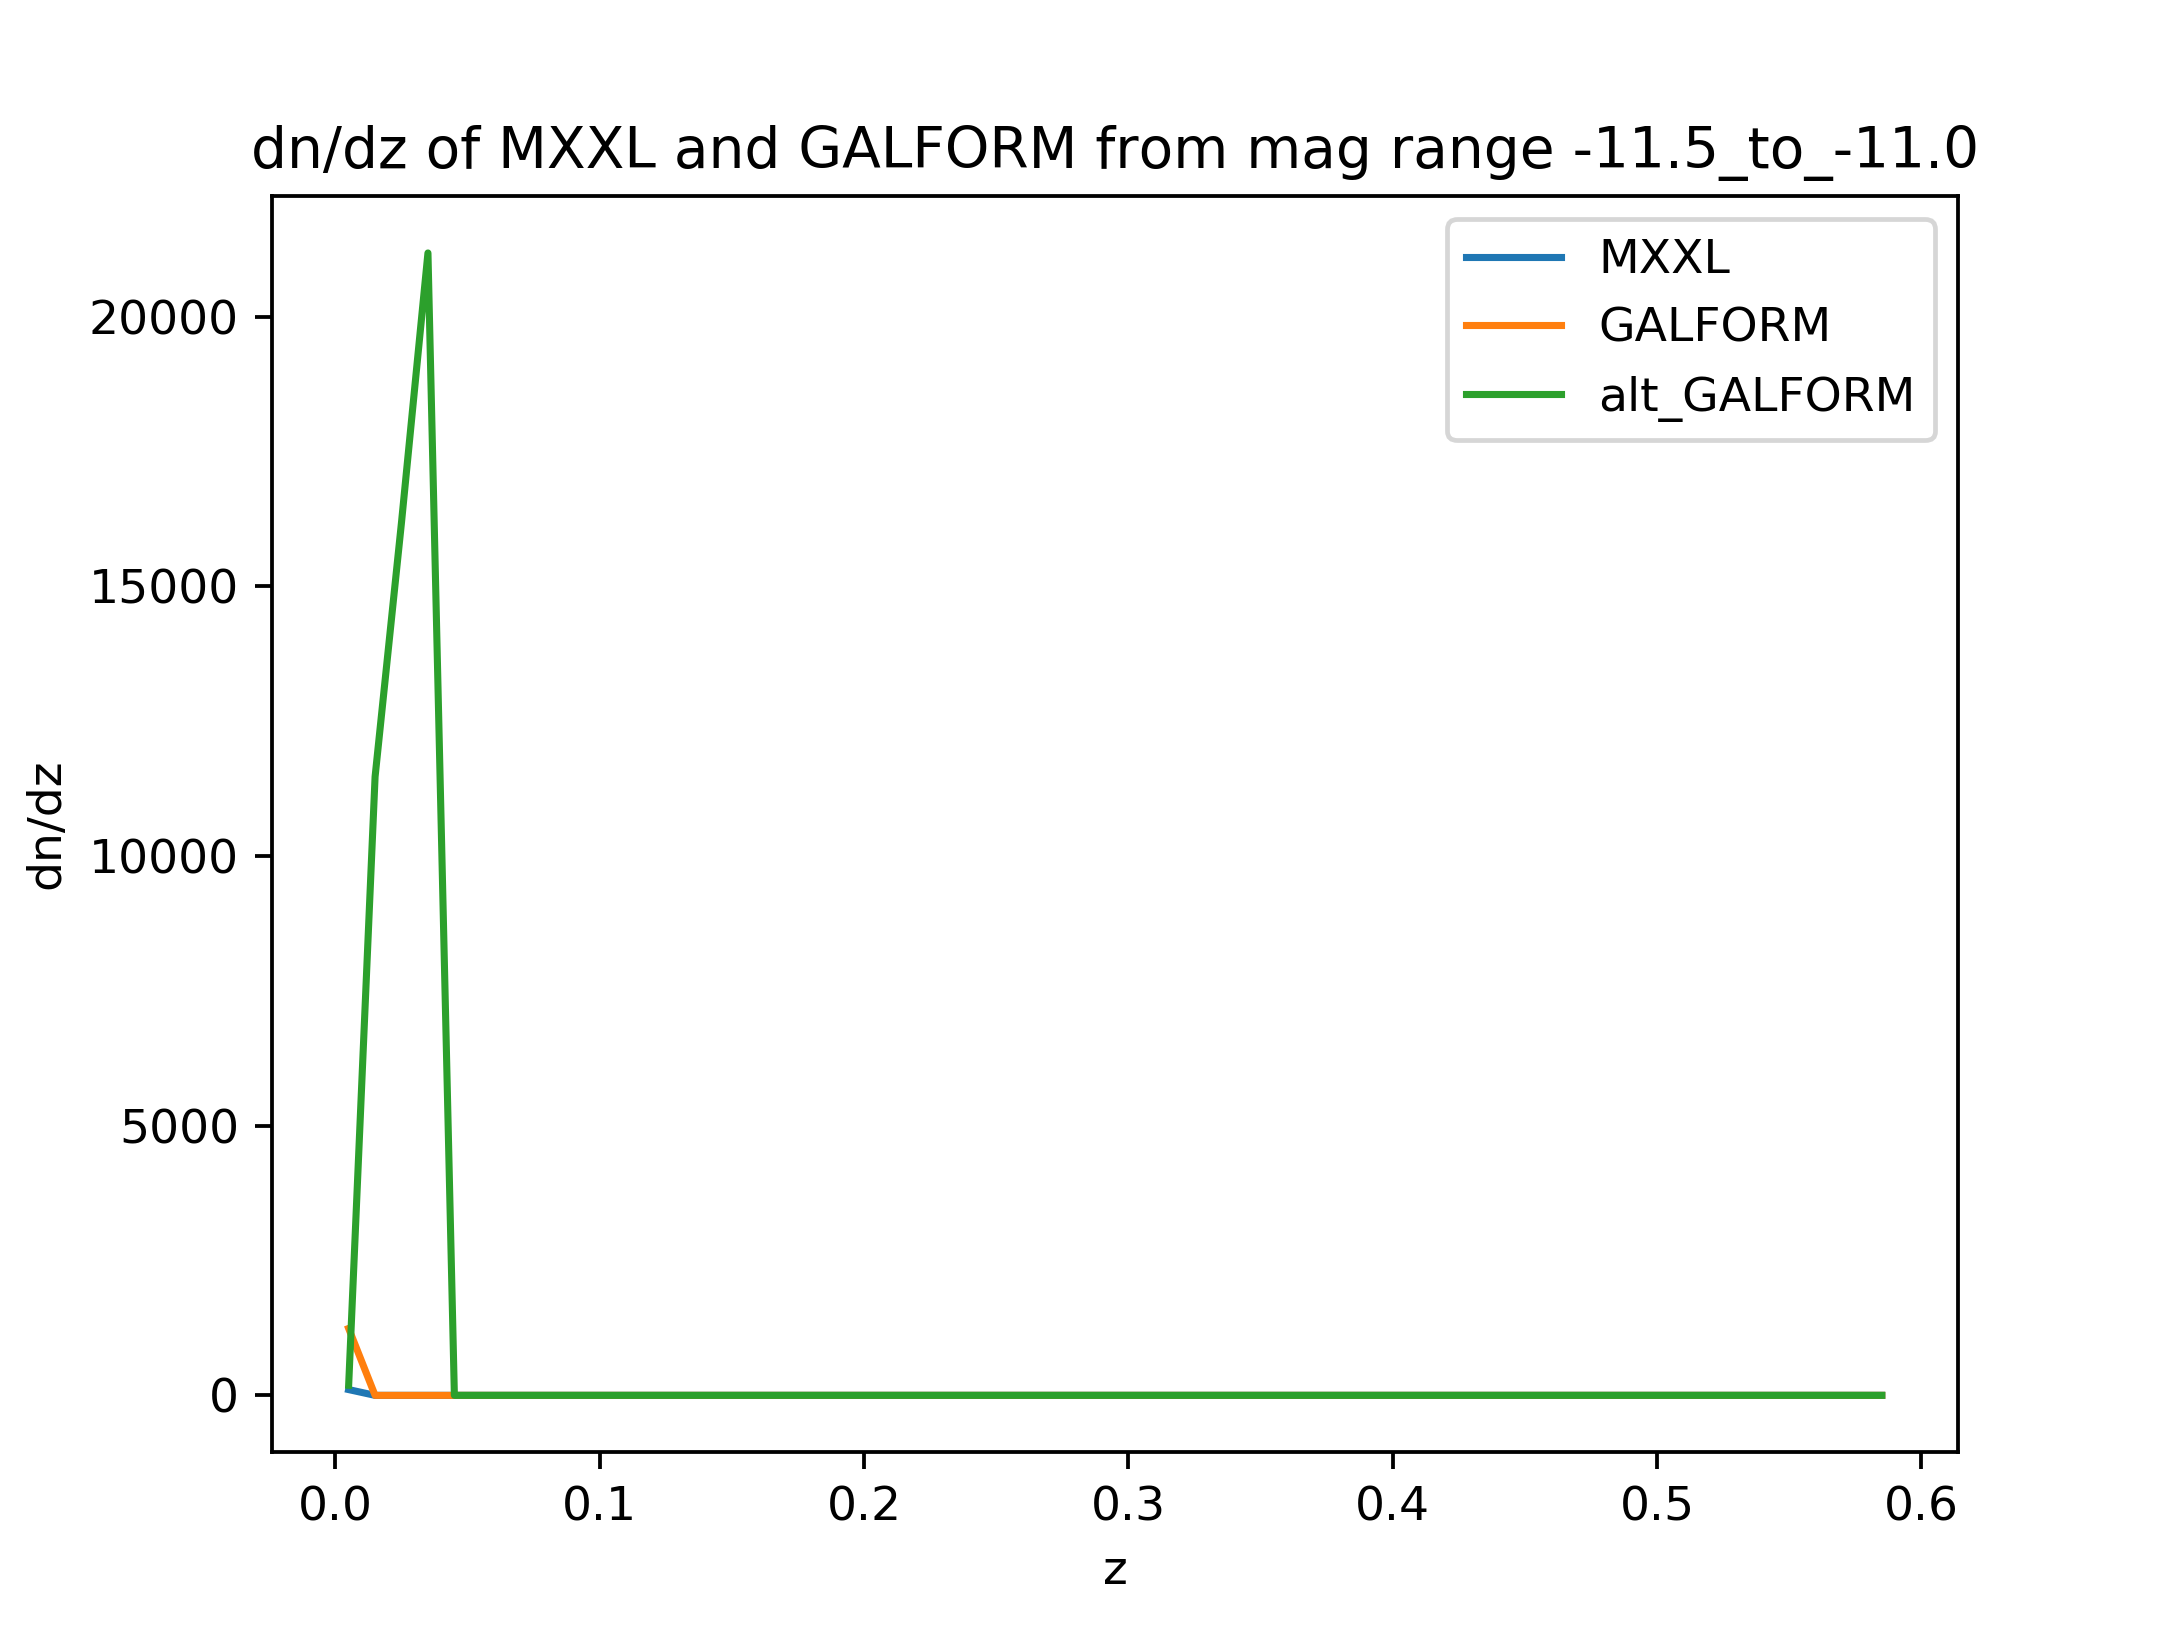 dn/dz of MXXL and GALFORM from mag range -11.5_to_-11.0
MXXL
GALFORM
alt_GALFORM
20000
15000
10000
5000
0
dn/dz
0.0 0.1 0.2 0.3 0.4 0.5 0.6
z